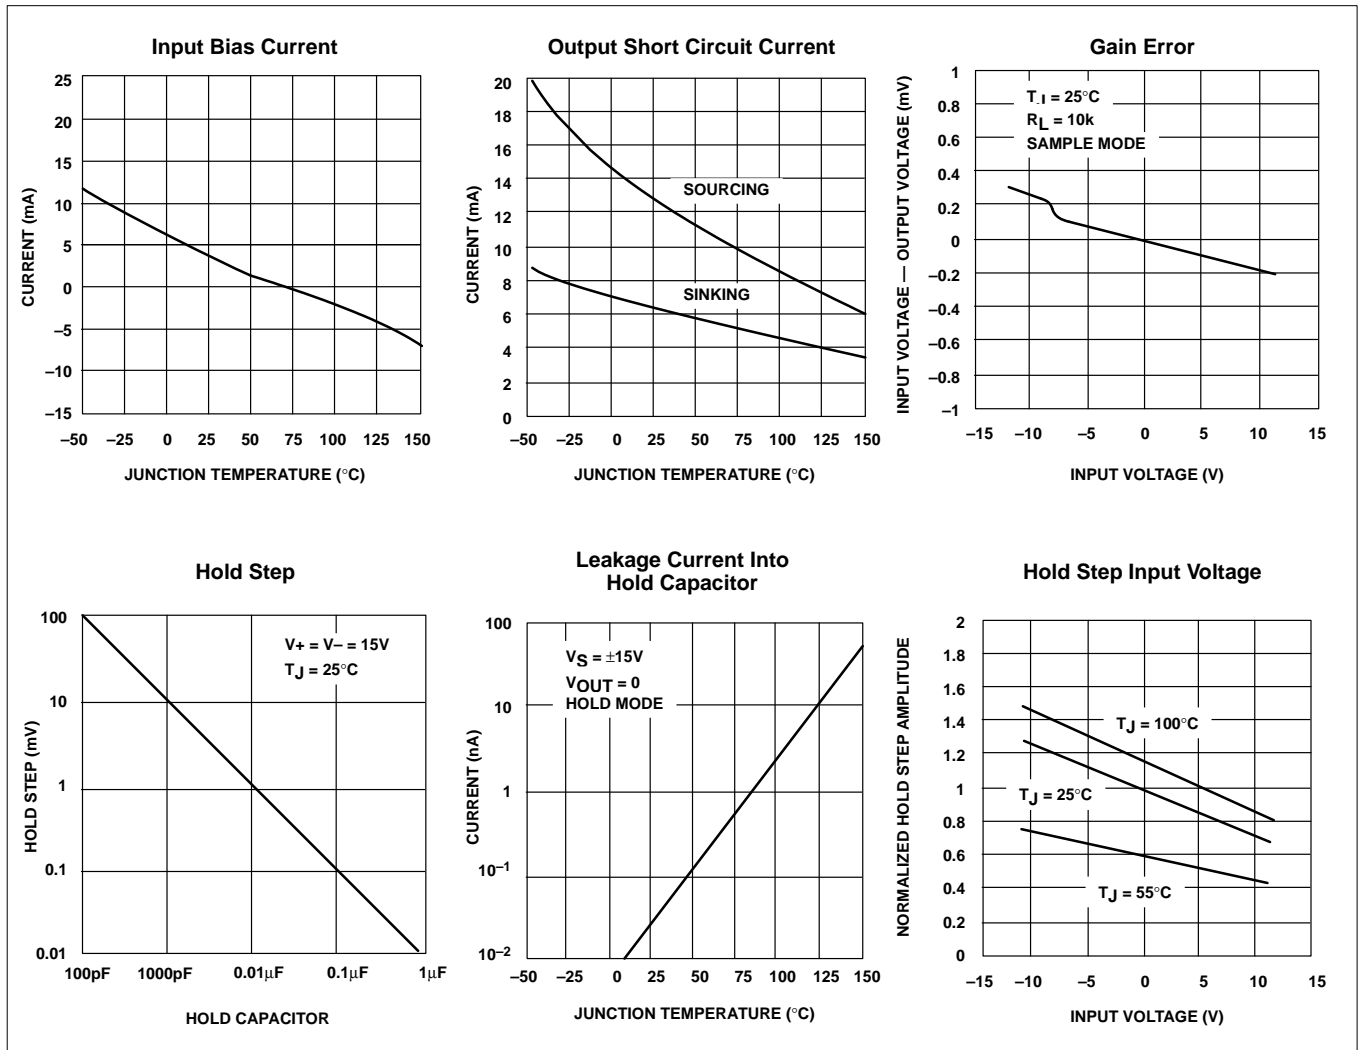 Input Bias Current
25
20
15
10
5
0
–5
–10
–15
CURRENT (mA)
–50 –25 0 25 50 75 100 125 150
JUNCTION TEMPERATURE (°C)
Output Short Circuit Current
20
18
16
14
12
10
8
6
4
2
0
CURRENT (mA)
SOURCING
SINKING
–50 –25 0 25 50 75 100 125 150
JUNCTION TEMPERATURE (°C)
Gain Error
1
0.8
0.6
0.4
0.2
0
–0.2
–0.4
–0.6
–0.8
–1
INPUT VOLTAGE — OUTPUT VOLTAGE (mV)
TJ = 25°C
RL = 10k
SAMPLE MODE
–15 –10 –5 0 5 10 15
INPUT VOLTAGE (V)
Hold Step
100
10
1
0.1
0.01
HOLD STEP (mV)
V+ = V– = 15V
TJ = 25°C
100pF 1000pF 0.01µF 0.1µF 1µF
HOLD CAPACITOR
Leakage Current Into
Hold Capacitor
100
10
1
10–1
10–2
CURRENT (nA)
VS = ±15V
VOUT = 0
HOLD MODE
–50 –25 0 25 50 75 100 125 150
JUNCTION TEMPERATURE (°C)
Hold Step Input Voltage
2
1.8
1.6
1.4
1.2
1
0.8
0.6
0.4
0.2
0
NORMALIZED HOLD STEP AMPLITUDE
TJ = 100°C
TJ = 25°C
TJ = 55°C
–15 –10 –5 0 5 10 15
INPUT VOLTAGE (V)